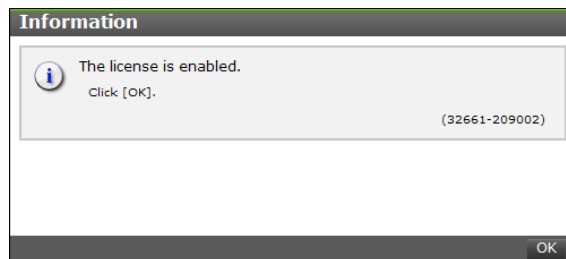 Information
The license is enabled.
Click [OK].
(32661-209002)
OK